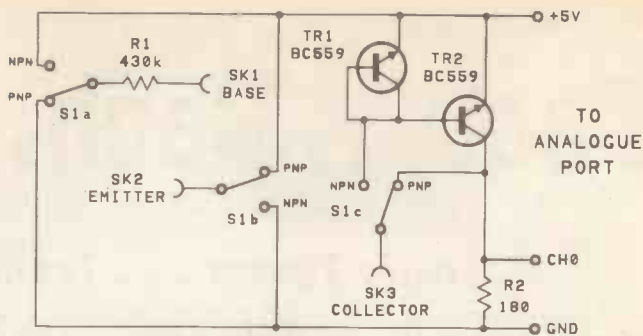 +5V
TR1
BC559
TR2
BC559
R1
430k
NPN
PNP
S1a
SK1
BASE
TO
ANALOGUE
PORT
SK2
EMITTER
PNP
NPN
S1b
NPN
PNP
S1c
SK3
COLLECTOR
CH0
R2
180
GND